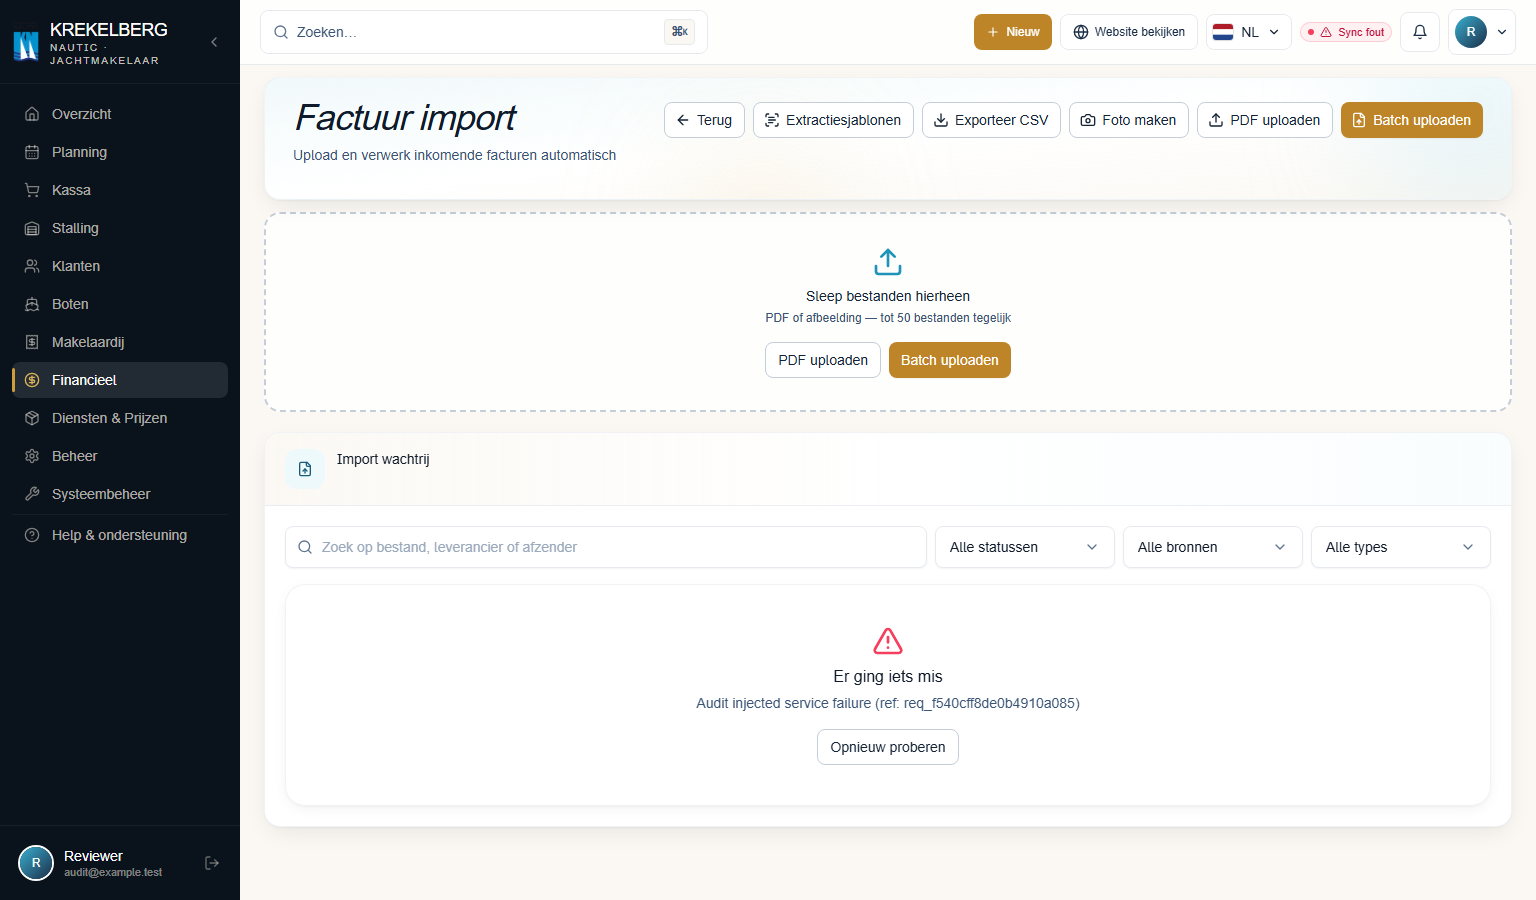 KREKELBERG
NAUTIC ·
JACHTMAKELAAR
Overzicht
Planning
Kassa
Stalling
Klanten
Boten
Makelaardij
Financieel
Diensten & Prijzen
Beheer
Systeembeheer
Help & ondersteuning
R
Reviewer
audit@example.test
Zoeken...
⌘K
Nieuw
Website bekijken
NL
Sync fout
R
Factuur import
Upload en verwerk inkomende facturen automatisch
Terug
Extractiesjablonen
Exporteer CSV
Foto maken
PDF uploaden
Batch uploaden
Sleep bestanden hierheen
PDF of afbeelding — tot 50 bestanden tegelijk
PDF uploaden
Batch uploaden
Import wachtrij
Zoek op bestand, leverancier of afzender
Alle statussen
Alle bronnen
Alle types
Er ging iets mis
Audit injected service failure (ref: req_f540cff8de0b4910a085)
Opnieuw proberen